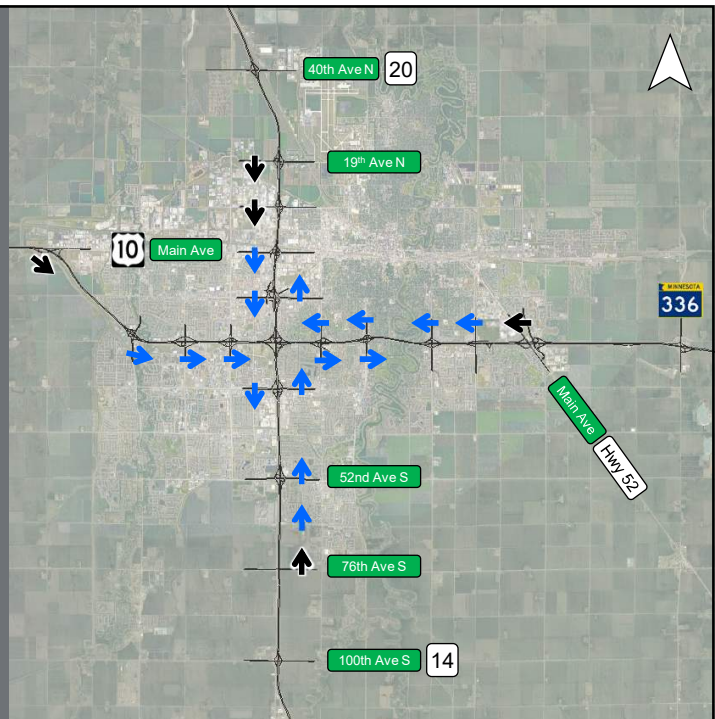 40th Ave N 20
19th Ave N
10 Main Ave
MINNESOTA
336
Main Ave
Hwy 52
52nd Ave S
76th Ave S
100th Ave S 14